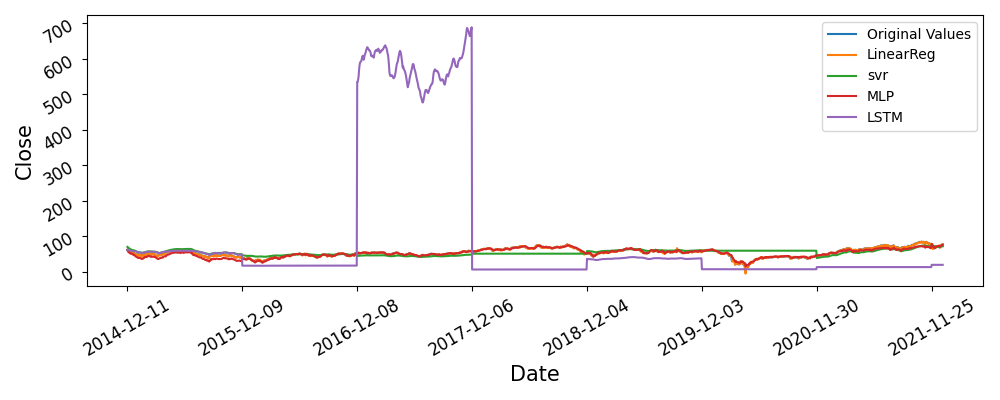 700
600
500
400
300
200
100
0
Close
Original Values
LinearReg
svr
MLP
LSTM
2014-12-11
2015-12-09
2016-12-08
2017-12-06
2018-12-04
2019-12-03
2020-11-30
2021-11-25
Date